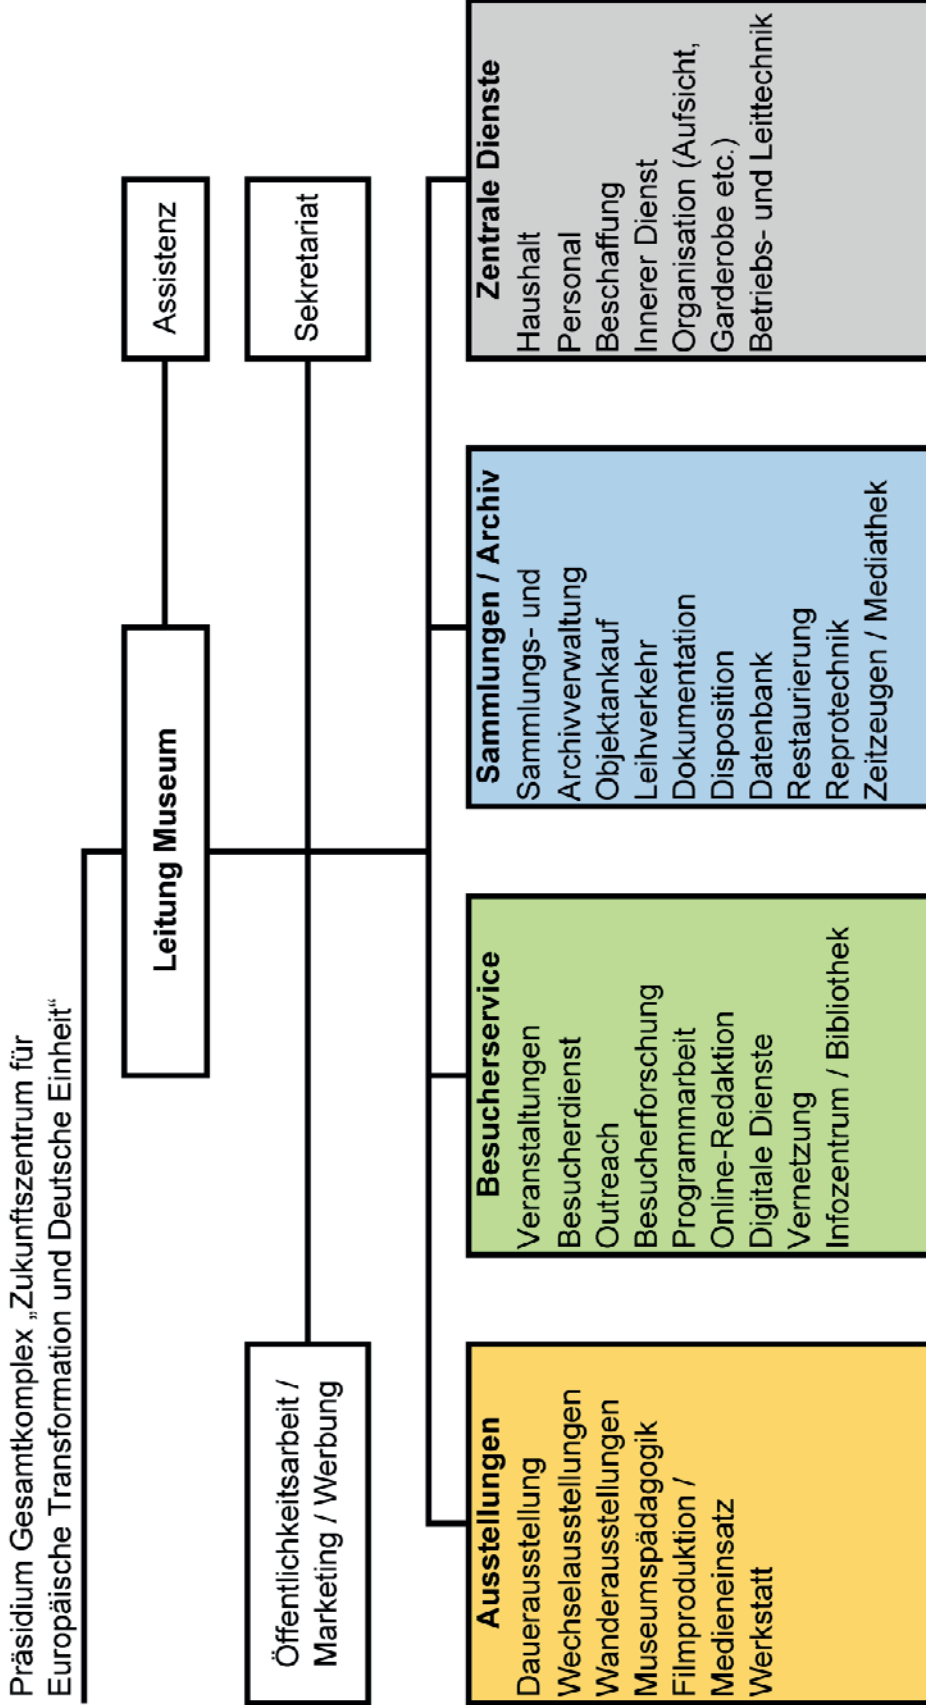 Präsidium Gesamtkomplex „Zukunftszentrum für
Europäische Transformation und Deutsche Einheit“
Leitung Museum
Assistenz
Öffentlichkeitsarbeit /
Marketing / Werbung
Sekretariat
Ausstellungen
Dauerausstellung
Wechselausstellungen
Wanderausstellungen
Museumspädagogik
Filmproduktion /
Medieneinsatz
Werkstatt
Besucherservice
Veranstaltungen
Besucherdienst
Outreach
Besucherforschung
Programmarbeit
Online-Redaktion
Digitale Dienste
Vernetzung
Infozentrum / Bibliothek
Sammlungen / Archiv
Sammlungs- und
Archivverwaltung
Objektankauf
Leihverkehr
Dokumentation
Disposition
Datenbank
Restaurierung
Reprotechnik
Zeitzeugen / Mediathek
Zentrale Dienste
Haushalt
Personal
Beschaffung
Innerer Dienst
Organisation (Aufsicht,
Garderobe etc.)
Betriebs- und Leittechnik